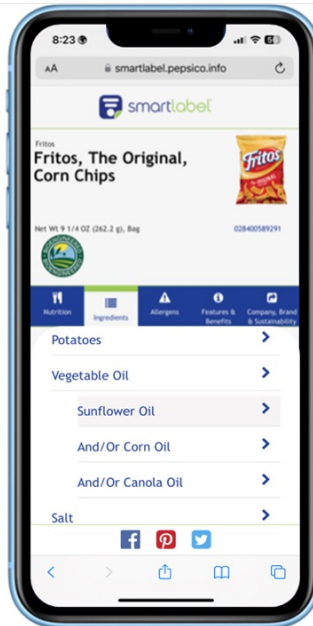 8:23
AA smartlabel.pepsico.info
smartlabel
Fritos
Fritos, The Original,
Corn Chips
Fritos
Net Wt 9 1/4 OZ (262.2 g), Bag
028400589291
Nutrition
Ingredients
Allergens
Features &
Benefits
Company, Brand
& Sustainability
Potatoes
Vegetable Oil
Sunflower Oil
And/Or Corn Oil
And/Or Canola Oil
Salt